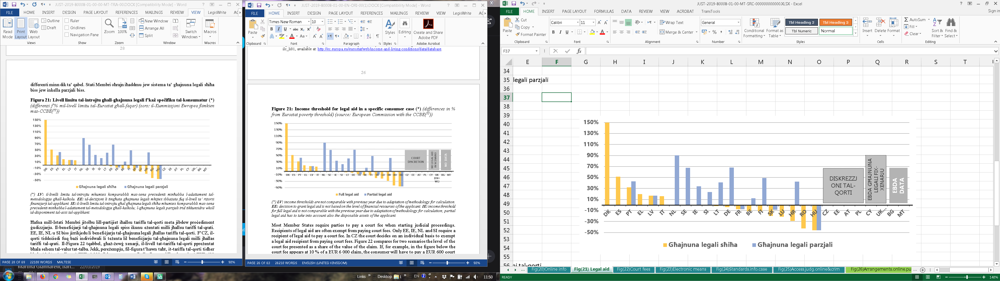 JUST-2019-80008-01-00-00-MT-TRA-00.DOCX [Compatibility Mode] - Word
FILE HOME INSERT DESIGN PAGE LAYOUT REFERENCES MAILINGS REVIEW VIEW LegisWrite
Read Mode
Print Layout
Web Layout
Outline
Draft
Views
Ruler
Gridlines
Navigation Pane
Show
Zoom
100%
Zoom
New Window
Arrange All
Split
Switch Windows
Window
Macros
Macros
28
differenti minn dik ta' qabel. Stati Membri oħrajn iħaddmu jew sistema ta' għajnuna legali sħiħa
biss jew inkella parzjali biss.
Figura 21: Livell limitu tal-introjtu għall-għajnuna legali f'każ speċifiku tal-konsumatur (*)
(differenzi f'% mil-livell limitu tal-Eurostat għall-faqar) (sors: il-Kummissjoni Ewropea flimkien
mas-CCBE(77))
150%
130%
110%
90%
70%
50%
30%
10%
-10%
-30%
-50%
DK ES PT EL LV IT NL SE IE SI LT DE FR BE FI SK LU HR RO HU CZ EE AT PL CY UK... BG MT
Għajnuna legali sħiħa Għajnuna legali parzjali
(*) LV: il-livelli limitu tal-introjtu mhumiex komparabbli mas-sena preċedenti minħabba l-adattament tal-
metodoloġija għall-kalkolu. EE: id-deċiżjoni li tingħata għajnuna legali mhijiex ibbażata fuq il-livell ta' riżorsi
finanzjarji tal-applikant. IE: il-livelli limitu tal-introjtu għal għajnuna legali sħiħa mhumiex komparabbli mas-sena
preċedenti minħabba l-adattament tal-metodoloġija għall-kalkolu; l-għajnuna legali parzjali trid tikkunsidra wkoll
id-disponiment tal-assi tal-applikant.
Ħafna mill-Istati Membri jitolbu lill-partijiet iħallsu tariffa tal-qorti meta jibdew proċediment
ġudizzjarju. Il-benefiċjarji tal-għajnuna legali spiss ikunu eżentati milli jħallsu tariffi tal-qrati.
EE, IE, NL u SI biss jirrikjedu li benefiċjarju tal-għajnuna legali jħallas tariffa tal-qorti. F'CZ, il-
qorti tiddeċiedi fuq bażi individwali li teżenta lil benefiċjarju tal-għajnuna legali milli jħallas
tariffi tal-qrati. Il-Figura 22 tqabbel, għaż-żewġ xenarji, il-livell tat-tariffa tal-qorti ppreżentat
bħala sehem tal-valur tat-talba. Jekk, pereżempju, fil-figura t'hawn taħt, it-tariffa tal-qorti tidher
PAGE 28 OF 69 22108 WORDS MALTESE 90%
JUST-2019-80008-01-00-EN-ORI-00(1).DOCX [Compatibility Mode] - Word
FILE HOME INSERT DESIGN PAGE LAYOUT REFERENCES MAILINGS REVIEW VIEW LegisWrite
Paste
Clipboard
Times New Roman 10
Font
Paragraph
Styles
Styles
Editing
Create and Share Adobe PDF
Adobe Acrobat
ilc_li01, available at: http://ec.europa.eu/eurostat/web/income-and-living-conditions/data/database.
26
Figure 21: Income threshold for legal aid in a specific consumer case (*) (differences in %
from Eurostat poverty threshold) (source: European Commission with the CCBE(77))
150%
130%
110%
90%
70%
50%
30%
10%
-10%
-30%
-50%
COURT DISCRETION
NO LEGAL AID IN SCENARIO
NO DATA
DK ES PT EL LV IT NL SE IE SI LT DE FR BE FI SK LU HR RO HU CZ EE AT PL CY UK (EN+ WL) BG MT
Full legal aid Partial legal aid
(*) LV: income thresholds are not comparable with previous year due to adaptation of methodology for calculation.
EE: decision to grant legal aid is not based on the level of financial resources of the applicant. IE: income threshold
for full legal aid is not comparable with the previous year due to adaptation of methodology for calculation; partial
legal aid has to take into account also the disposable assets of the applicant.
Most Member States require parties to pay a court fee when starting judicial proceedings.
Recipients of legal aid are often exempt from paying court fees. Only EE, IE, NL and SI require a
recipient of legal aid to pay a court fee. In CZ the court decides on an individual basis to exempt
a legal aid recipient from paying court fees. Figure 22 compares for two scenarios the level of the
court fee presented as a share of the value of the claim. If, for example, in the figure below the
court fee appears at 10 % of a EUR 6 000 claim, the consumer will have to pay a EUR 600 court
PAGE 26 OF 63 26210 WORDS ENGLISH (UNITED KINGDOM) 90%
JUST-2019-80008-01-00-MT-SRC-000000000000.XLSX - Excel
Sign in
FILE HOME INSERT PAGE LAYOUT FORMULAS DATA REVIEW VIEW ACROBAT TransTools
Paste
Cut
Copy
Format Painter
Clipboard
Calibri 11
Font
Wrap Text
Merge & Center
Alignment
General
Number
Conditional Formatting
Format as Table
Tbl Heading 2
Tbl Heading 3
Tbl Numeric
Normal
Styles
Insert
Delete
Format
Cells
AutoSum
Fill
Clear
Sort & Filter
Find & Select
Editing
F37
E F G H I J K L M N O P Q R S T
34
35 legali parzjali
36
37
38
39
40
41
42
43
44
45
46
47
48
49
50
51
52
53
54
55
56
150%
130%
110%
90%
70%
50%
30%
10%
-10%
-30%
-50%
DISKREZZJ
ONI TAL-
QORTI
EBDA GĦAJNUNA
LEGALI FIX-
XENARJU
EBDA
DATA
DK ES PT EL LV IT NL SE IE SI LT DE FR BE FI SK LU HR RO HU CZ EE AT PL CY UK... BG MT
Għajnuna legali sħiħa Għajnuna legali parzjali
Fig(20)Online info Fig(21) Legal aid Fig(22)Court fees Fig(23)Electronic means Fig(24)Standards.info.case Fig(25)Access.judg.online&crim Fig(26)Arrangements.online.pu
READY 140%
22/03/2019
Links Desktop EN 11:50